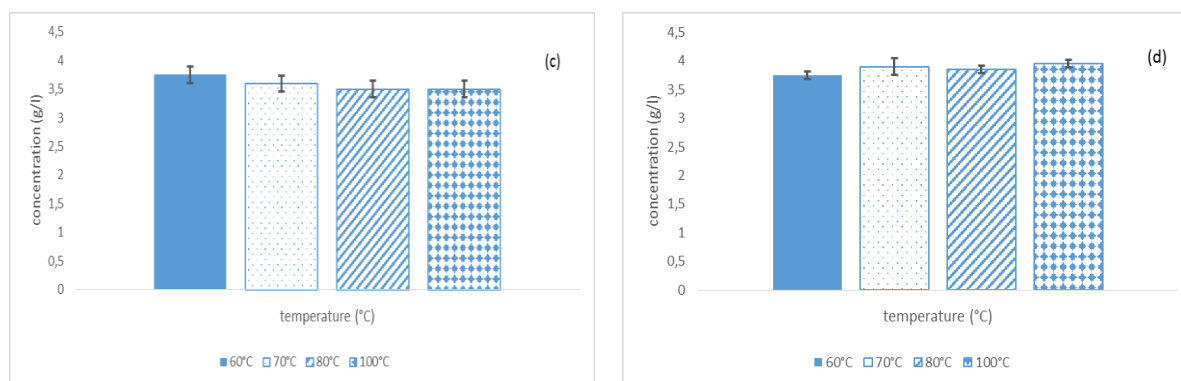 (c)
4,5
4
3,5
3
2,5
2
1,5
1
0,5
0
concentration (g/l)
temperature (°C)
60°C 70°C 80°C 100°C
(d)
4,5
4
3,5
3
2,5
2
1,5
1
0,5
0
concentration (g/l)
temperature (°C)
60°C 70°C 80°C 100°C